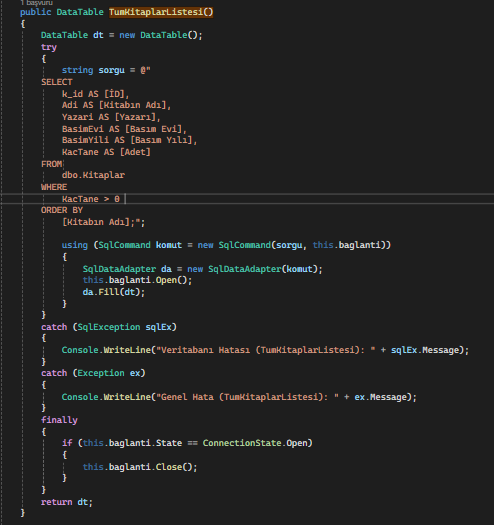 1 başvuru
public DataTable TumKitaplarListesi()
{
DataTable dt = new DataTable();
try
{
string sorgu = @"
SELECT
k_id AS [İD],
Adi AS [Kitabın Adı],
Yazari AS [Yazarı],
BasimEvi AS [Basım Evi],
BasimYili AS [Basım Yılı],
KacTane AS [Adet]
FROM
dbo.Kitaplar
WHERE
KacTane > 0
ORDER BY
[Kitabın Adı];";
using (SqlCommand komut = new SqlCommand(sorgu, this.baglanti))
{
SqlDataAdapter da = new SqlDataAdapter(komut);
this.baglanti.Open();
da.Fill(dt);
}
}
catch (SqlException sqlEx)
{
Console.WriteLine("Veritabanı Hatası (TumKitaplarListesi): " + sqlEx.Message);
}
catch (Exception ex)
{
Console.WriteLine("Genel Hata (TumKitaplarListesi): " + ex.Message);
}
finally
{
if (this.baglanti.State == ConnectionState.Open)
{
this.baglanti.Close();
}
}
return dt;
}